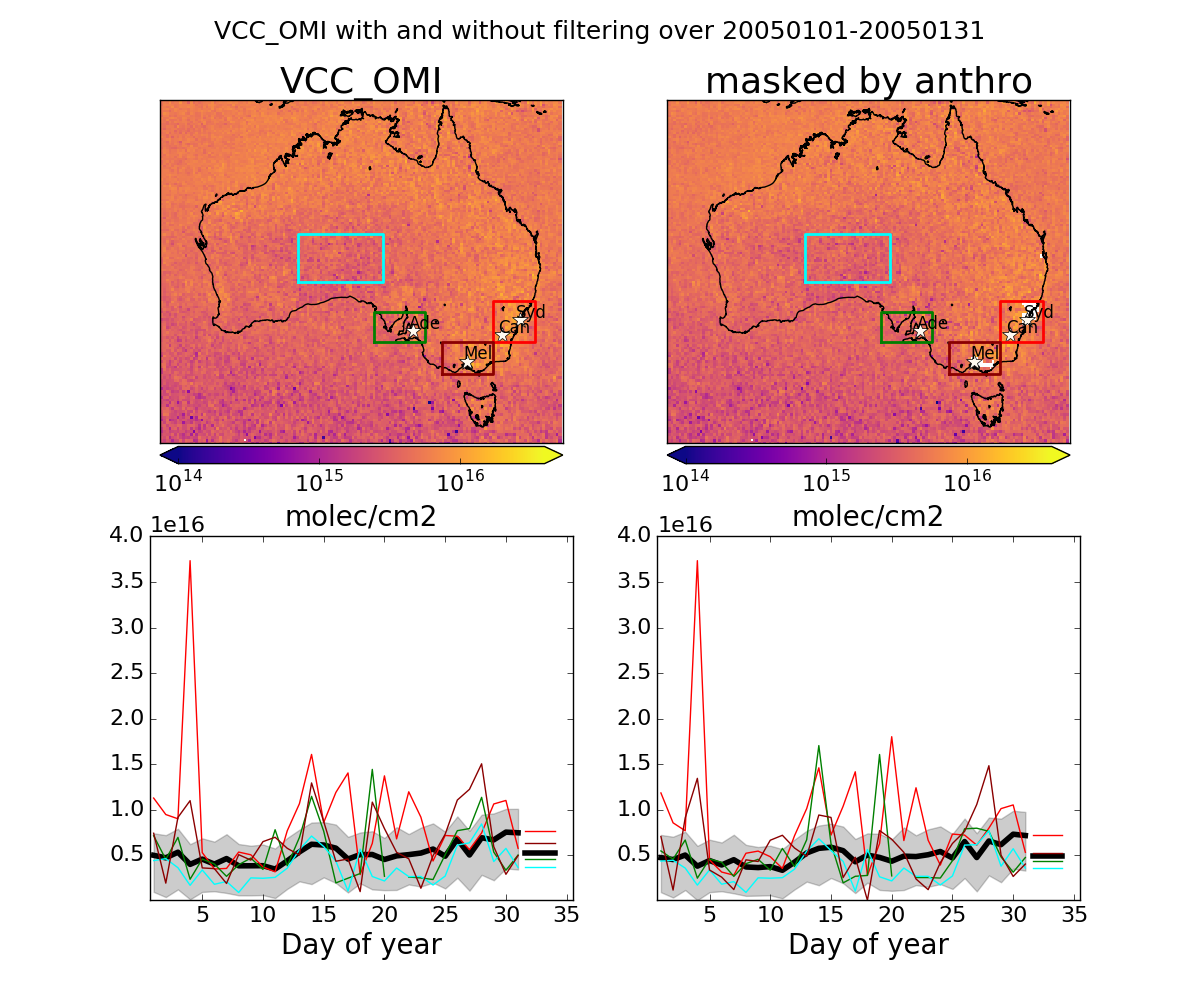 VCC_OMI with and without filtering over 20050101-20050131
VCC_OMI
masked by anthro
Ade
Syd
Can
Mel
Ade
Syd
Can
Mel
10^14 10^15 10^16
10^14 10^15 10^16
molec/cm2
molec/cm2
1e16
4.0
3.5
3.0
2.5
2.0
1.5
1.0
0.5
5 10 15 20 25 30 35
Day of year
1e16
4.0
3.5
3.0
2.5
2.0
1.5
1.0
0.5
5 10 15 20 25 30 35
Day of year